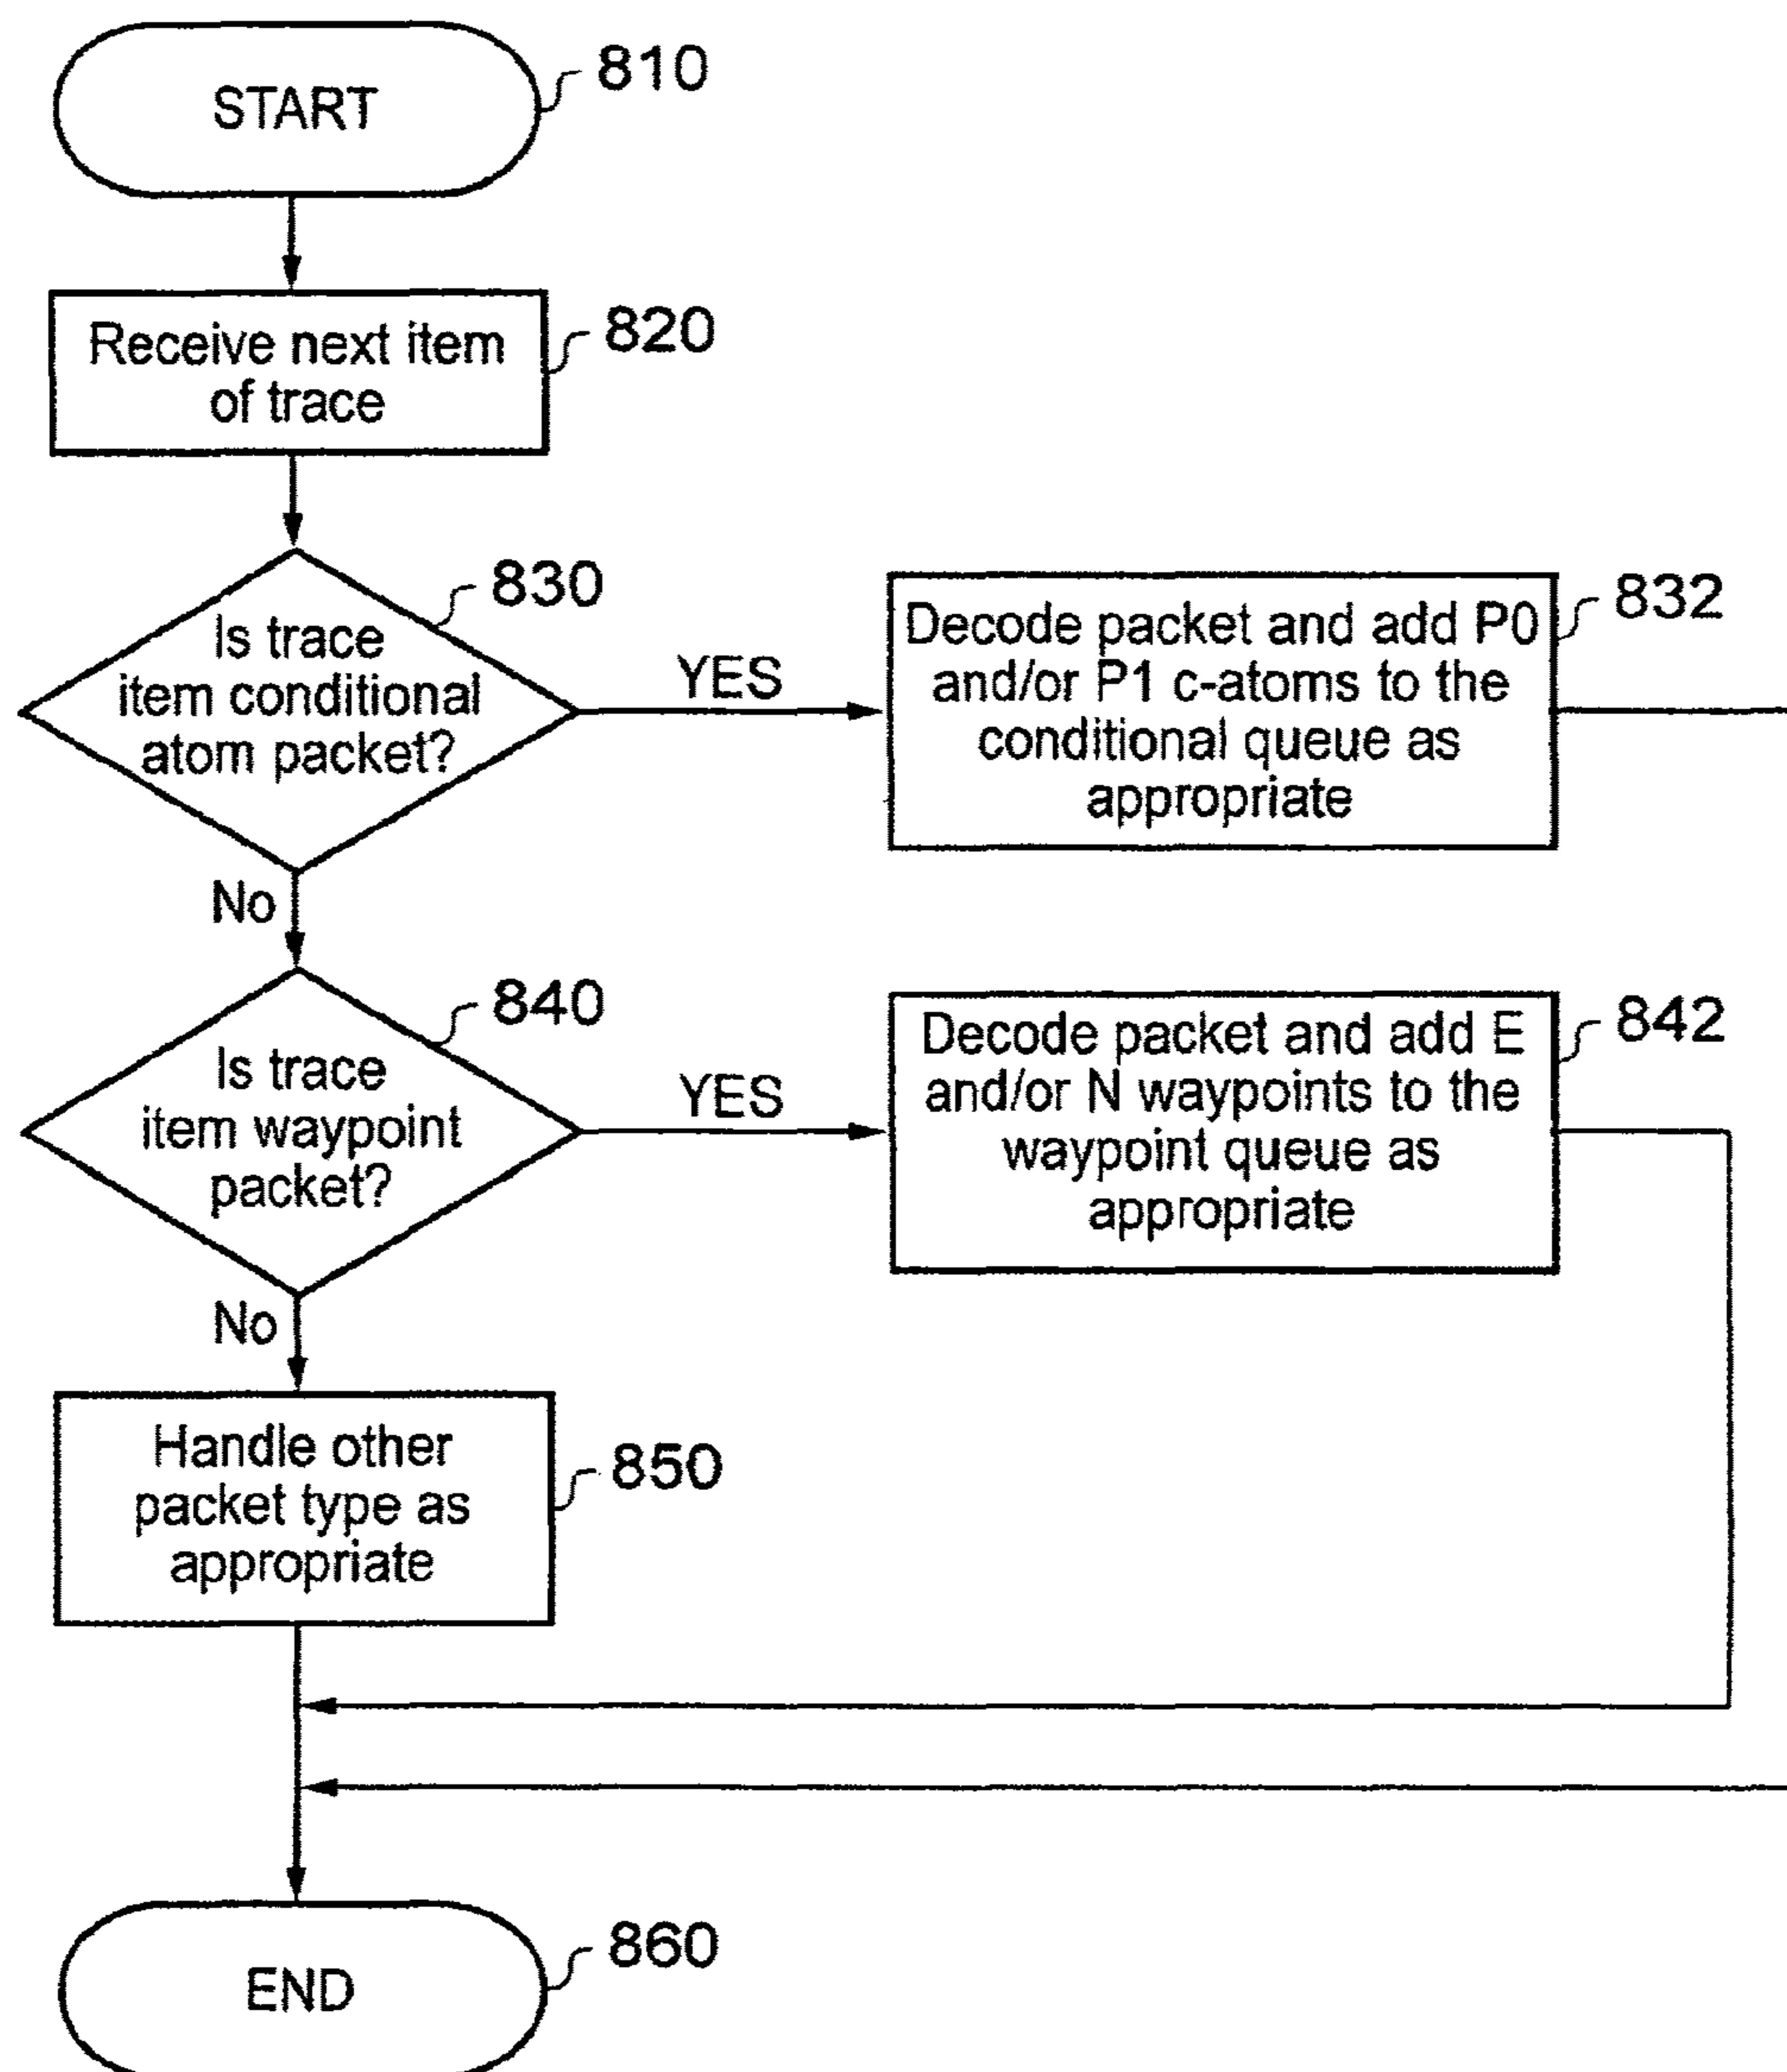 START
810
Receive next item
of trace
820
Is trace
item conditional
atom packet?
830
YES
Decode packet and add P0
and/or P1 c-atoms to the
conditional queue as
appropriate
832
No
Is trace
item waypoint
packet?
840
YES
Decode packet and add E
and/or N waypoints to the
waypoint queue as
appropriate
842
No
Handle other
packet type as
appropriate
850
END
860